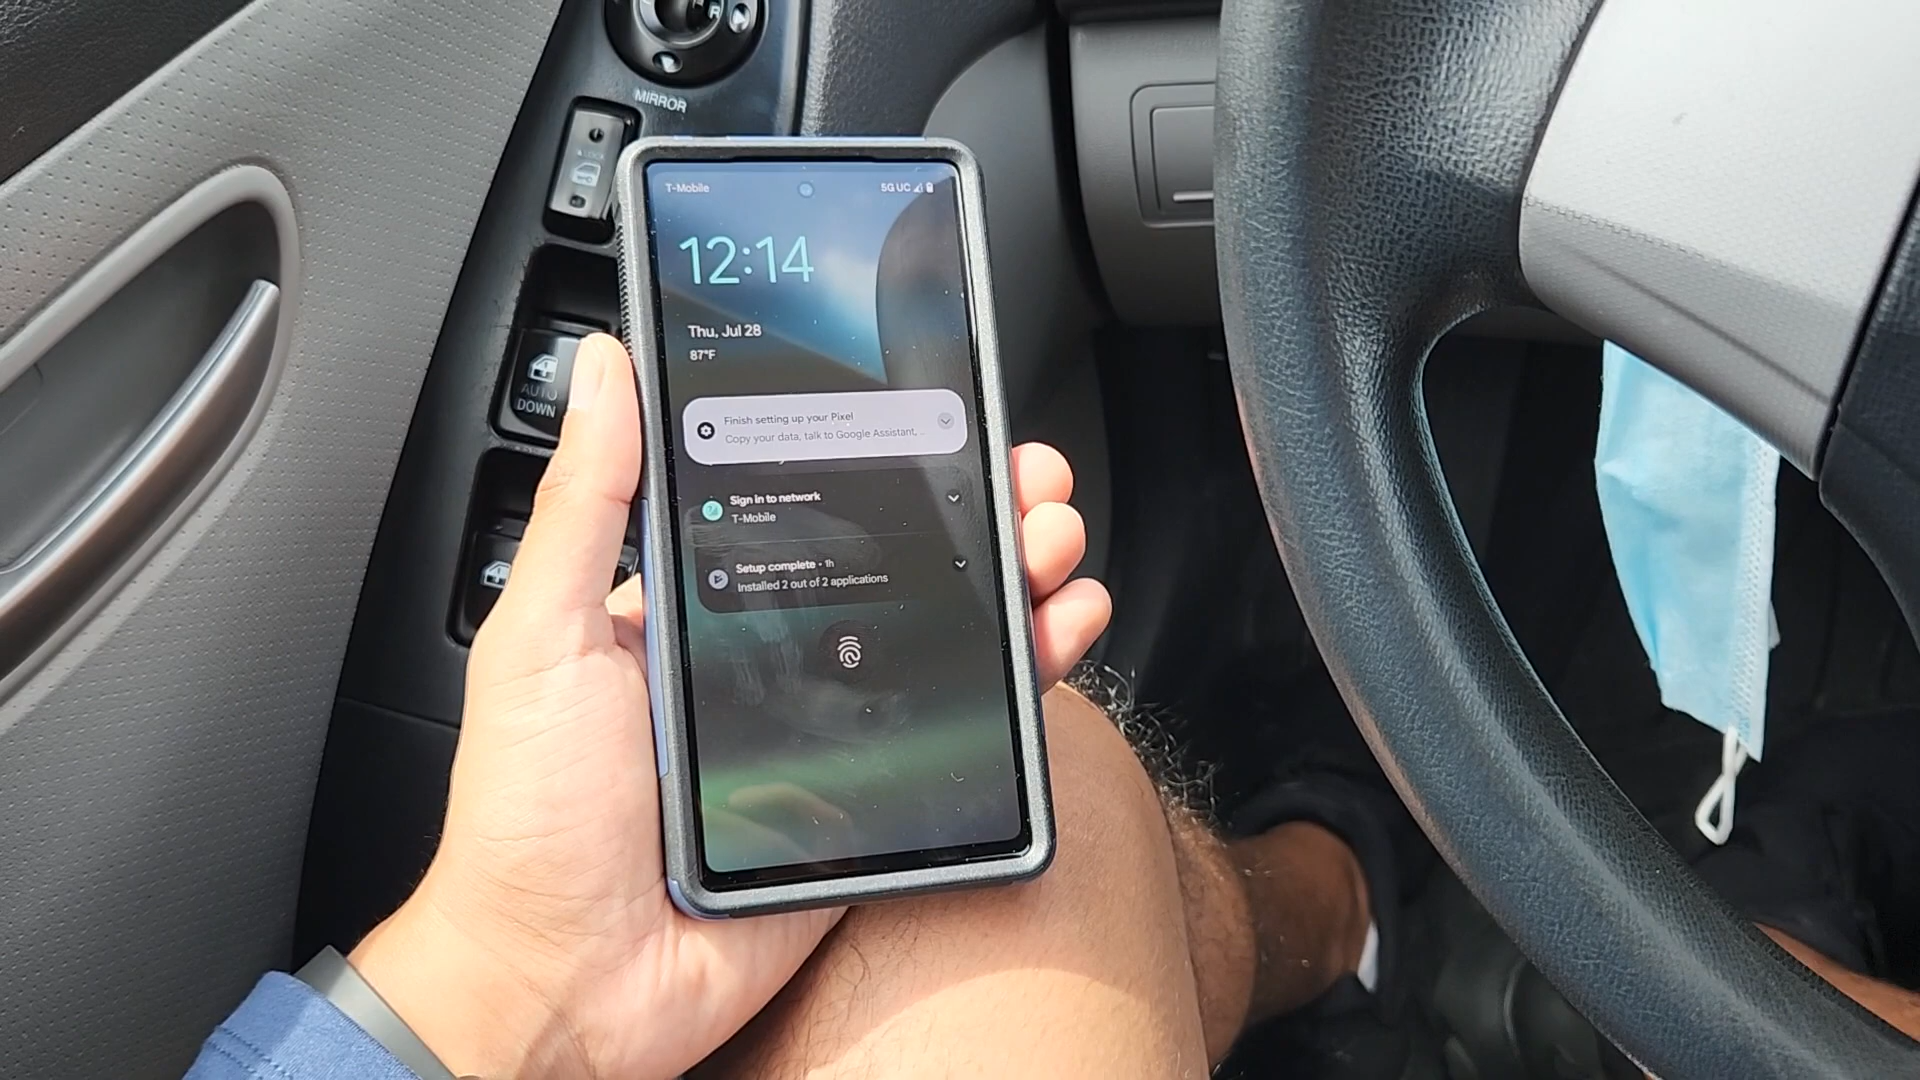 R
MIRROR
LOCK
AUTO
DOWN
T-Mobile
5G UC
12:14
Thu, Jul 28
87°F
Finish setting up your Pixel
Copy your data, talk to Google Assistant, ..
Sign in to network
T-Mobile
Setup complete • 1h
Installed 2 out of 2 applications